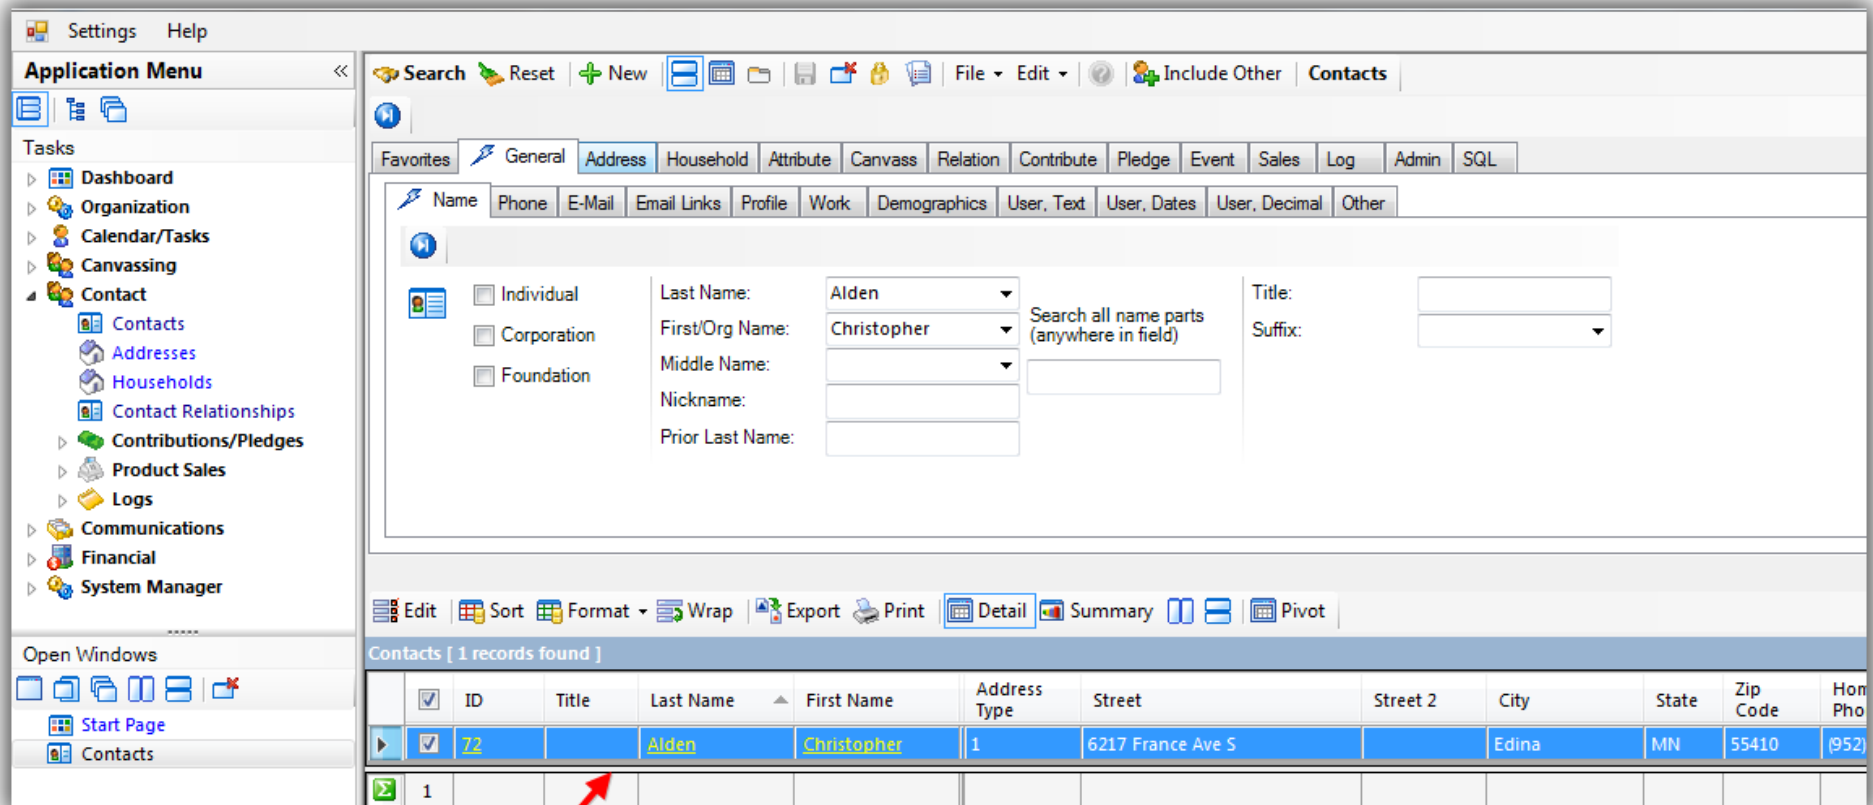 Settings Help
Application Menu «
Search Reset New File Edit Include Other Contacts
Tasks
Dashboard
Organization
Calendar/Tasks
Canvassing
Contact
Contacts
Addresses
Households
Contact Relationships
Contributions/Pledges
Product Sales
Logs
Communications
Financial
System Manager
Open Windows
Start Page
Contacts
Favorites General Address Household Attribute Canvass Relation Contribute Pledge Event Sales Log Admin SQL
Name Phone E-Mail Email Links Profile Work Demographics User, Text User, Dates User, Decimal Other
Individual
Corporation
Foundation
Last Name: Alden
First/Org Name: Christopher
Middle Name:
Nickname:
Prior Last Name:
Search all name parts
(anywhere in field)
Title:
Suffix:
Edit Sort Format Wrap Export Print Detail Summary Pivot
Contacts [ 1 records found ]
ID Title Last Name First Name Address Type Street Street 2 City State Zip Code
72 Alden Christopher 1 6217 France Ave S Edina MN 55410 (952)
Σ 1